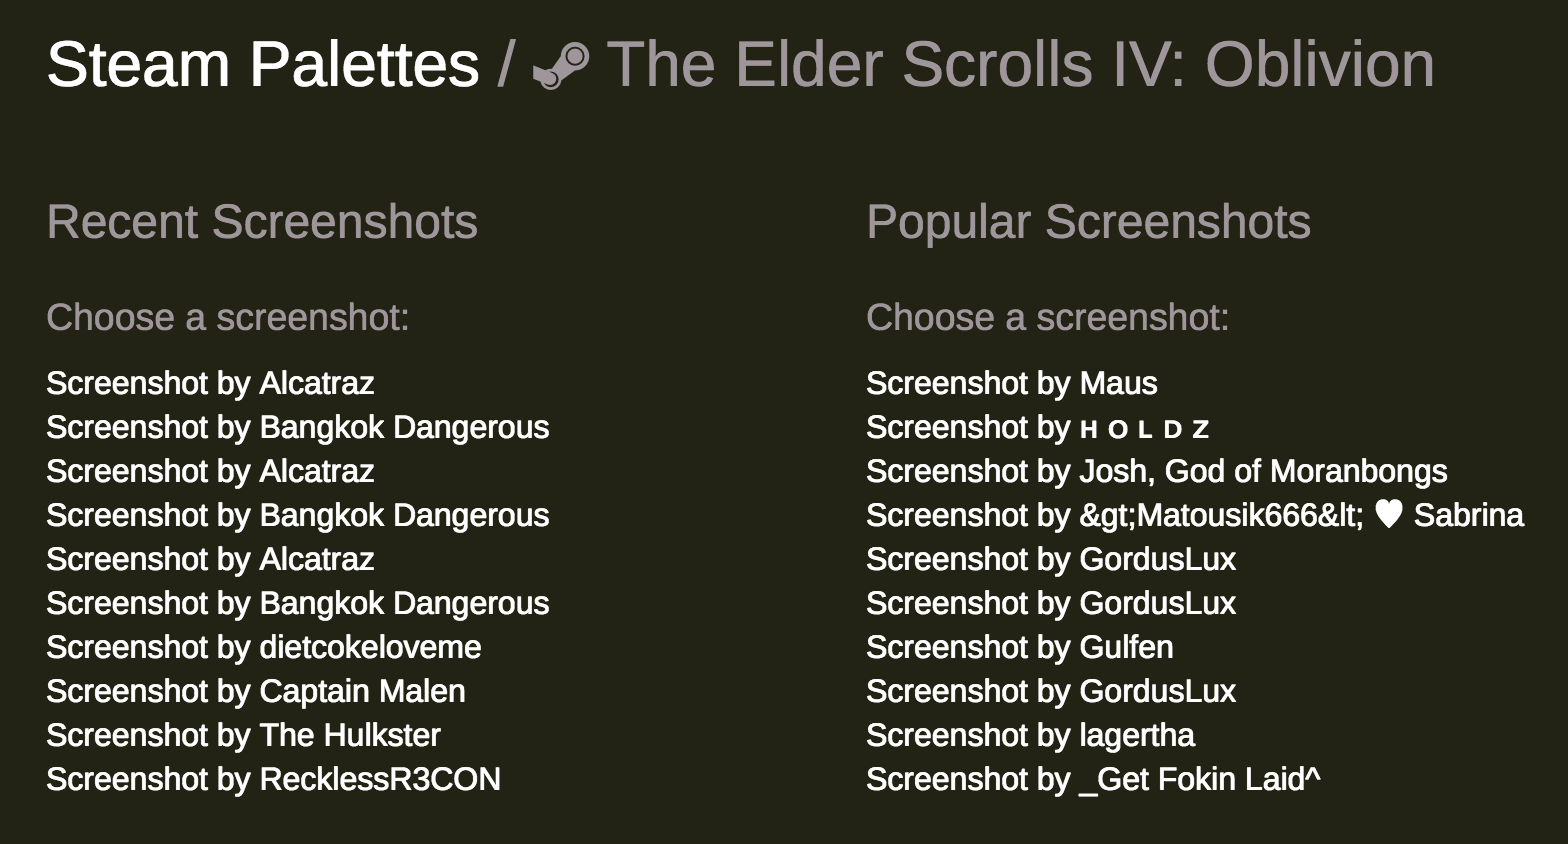 Steam Palettes / The Elder Scrolls IV: Oblivion
Recent Screenshots
Choose a screenshot:
Screenshot by Alcatraz
Screenshot by Bangkok Dangerous
Screenshot by Alcatraz
Screenshot by Bangkok Dangerous
Screenshot by Alcatraz
Screenshot by Bangkok Dangerous
Screenshot by dietcokeloveme
Screenshot by Captain Malen
Screenshot by The Hulkster
Screenshot by RecklessR3CON
Popular Screenshots
Choose a screenshot:
Screenshot by Maus
Screenshot by ʜ ᴏ ʟ ᴅ ᴢ
Screenshot by Josh, God of Moranbongs
Screenshot by &gt;Matousik666&lt; ♥ Sabrina
Screenshot by GordusLux
Screenshot by GordusLux
Screenshot by Gulfen
Screenshot by GordusLux
Screenshot by lagertha
Screenshot by _Get Fokin Laid^